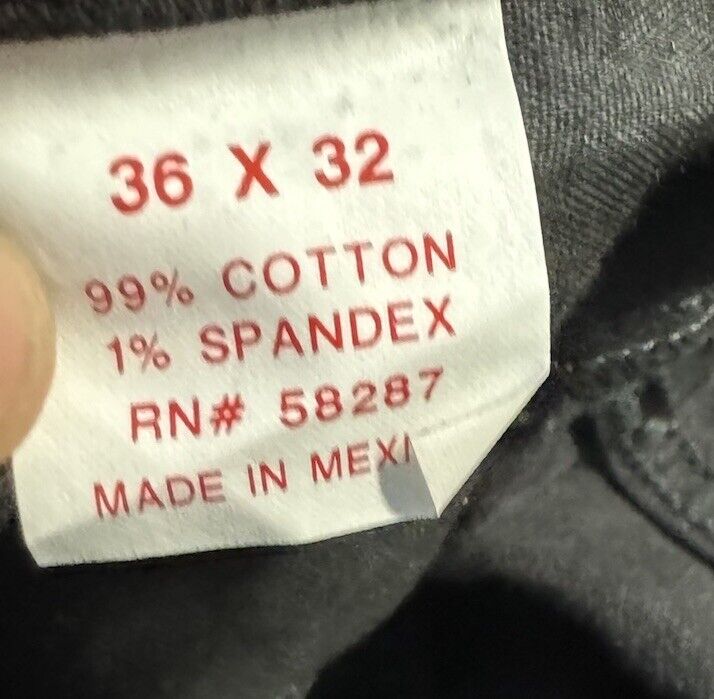 36 X 32
99% COTTON
1% SPANDEX
RN# 58287
MADE IN MEXI